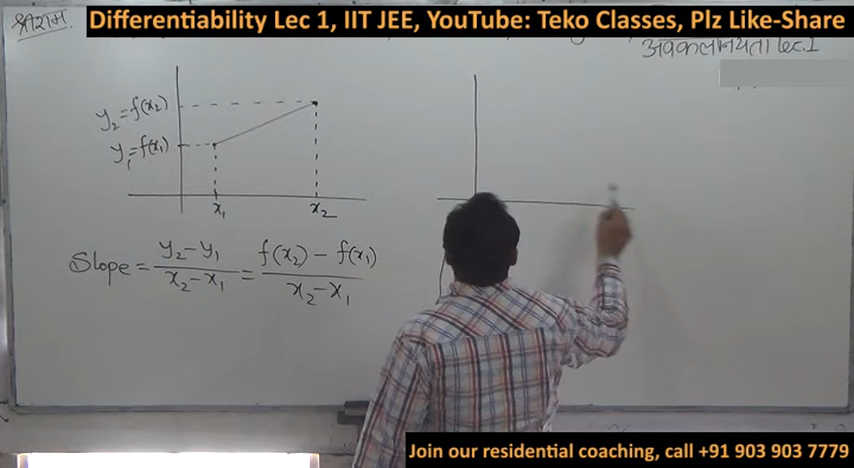 Differentiability Lec 1, IIT JEE, YouTube: Teko Classes, Plz Like-Share
श्रीराम
अवकलनीयता Lec.1
y₂=f(x₂)
y₁=f(x₁)
x₁ x₂
Slope = y₂-y₁ / x₂-x₁ = f(x₂) - f(x₁) / x₂-x₁
Join our residential coaching, call +91 903 903 7779